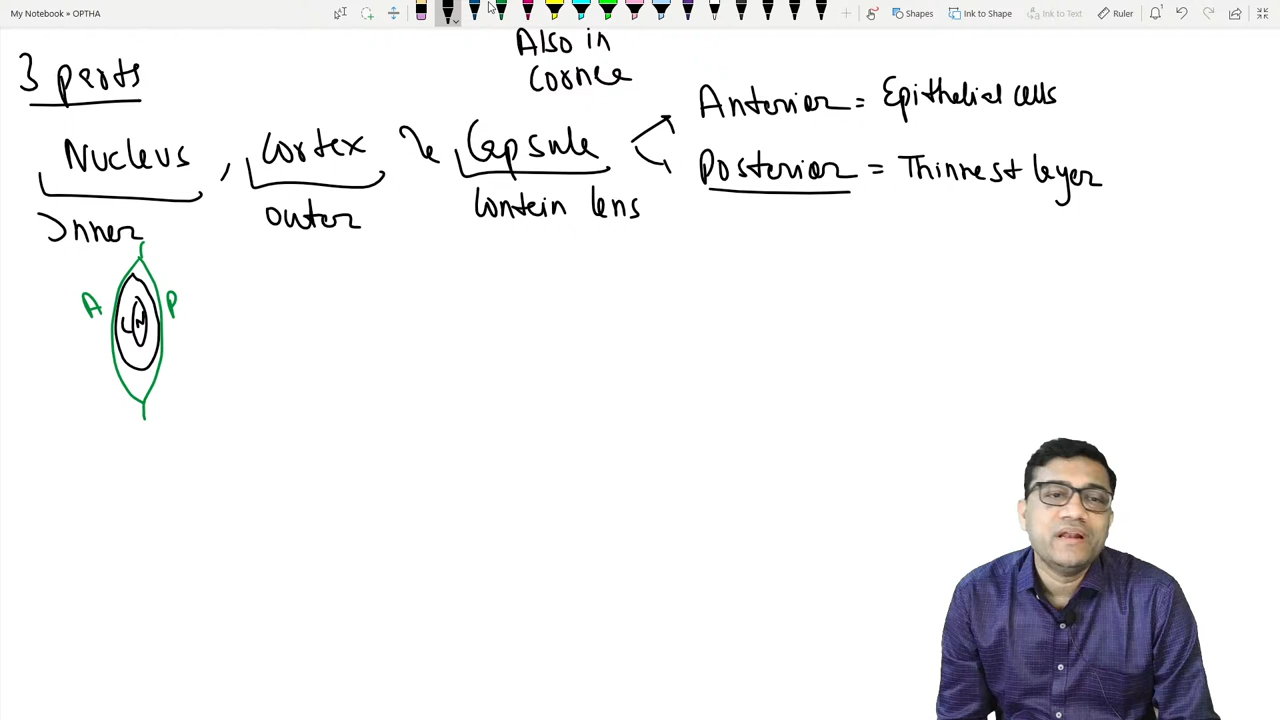 My Notebook » OPTHA
Shapes
Ink to Shape
Ink to Text
Ruler
Also in
cornea
3 parts
Nucleus , Cortex & Capsule
Inner
outer
Contain lens
Anterior = Epithelial cells
Posterior = Thinnest layer
A
P
C
N